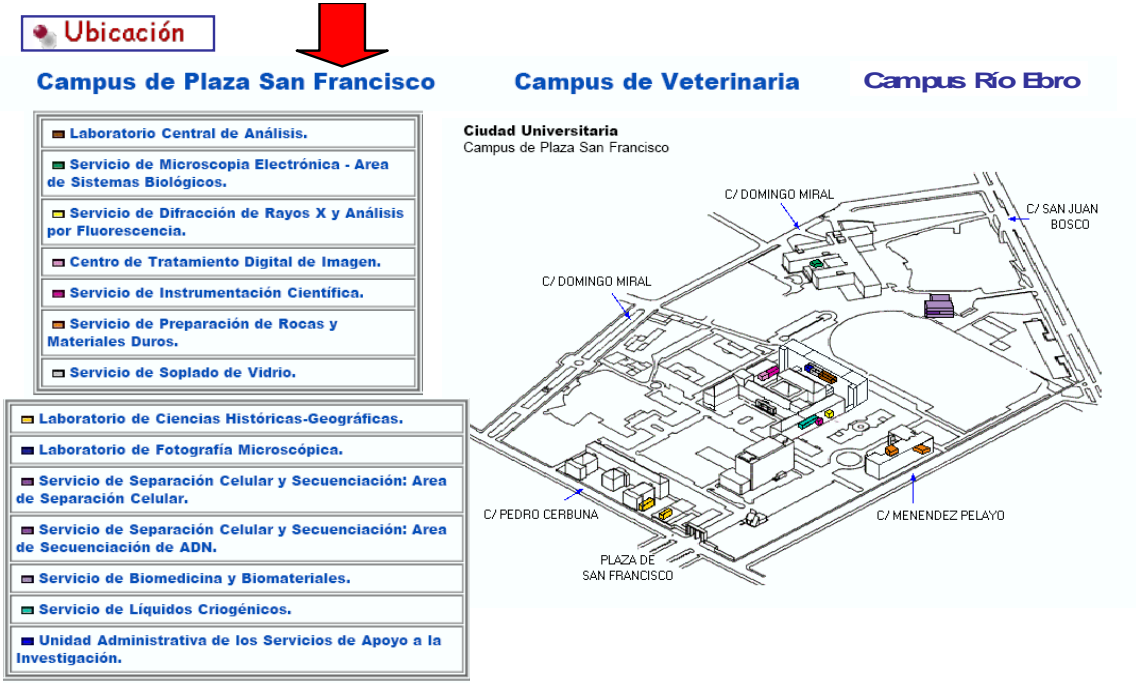 Ubicación
Campus de Plaza San Francisco
Campus de Veterinaria
Campus Río Ebro
Laboratorio Central de Análisis.
Servicio de Microscopia Electrónica - Area
de Sistemas Biológicos.
Servicio de Difracción de Rayos X y Análisis
por Fluorescencia.
Centro de Tratamiento Digital de Imagen.
Servicio de Instrumentación Científica.
Servicio de Preparación de Rocas y
Materiales Duros.
Servicio de Soplado de Vidrio.
Laboratorio de Ciencias Históricas-Geográficas.
Laboratorio de Fotografía Microscópica.
Servicio de Separación Celular y Secuenciación: Area
de Separación Celular.
Servicio de Separación Celular y Secuenciación: Area
de Secuenciación de ADN.
Servicio de Biomedicina y Biomateriales.
Servicio de Líquidos Criogénicos.
Unidad Administrativa de los Servicios de Apoyo a la
Investigación.
Ciudad Universitaria
Campus de Plaza San Francisco
C/ DOMINGO MIRAL
C/ SAN JUAN
BOSCO
C/ DOMINGO MIRAL
C/ PEDRO CERBUNA
C/ MENENDEZ PELAYO
PLAZA DE
SAN FRANCISCO